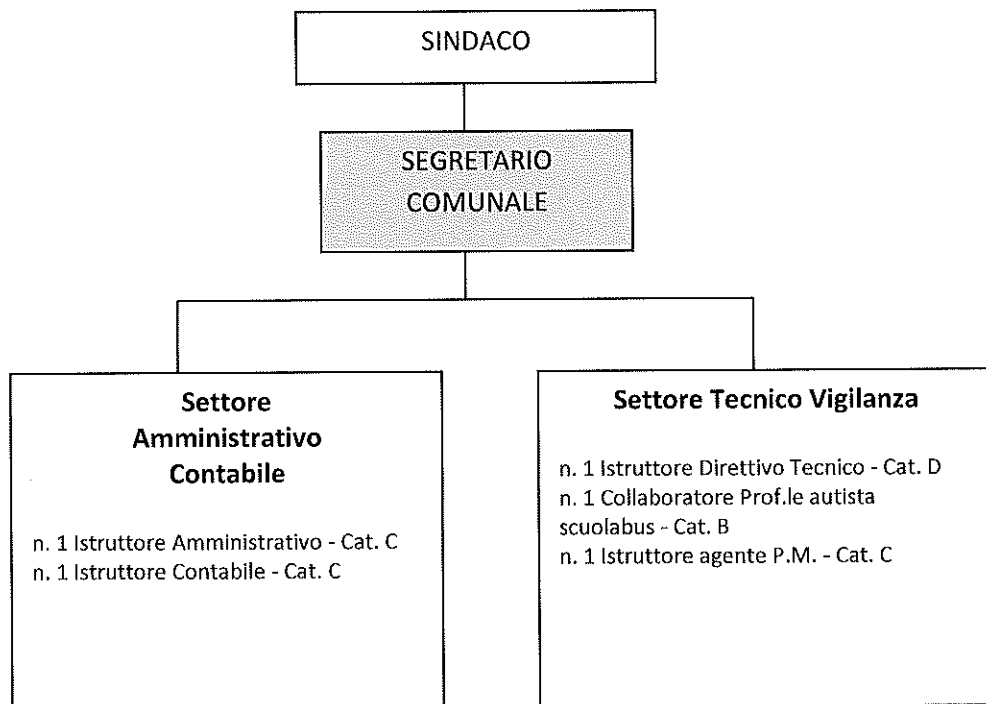 SINDACO
SEGRETARIO
COMUNALE
Settore
Amministrativo
Contabile
n. 1 Istruttore Amministrativo - Cat. C
n. 1 Istruttore Contabile - Cat. C
Settore Tecnico Vigilanza
n. 1 Istruttore Direttivo Tecnico - Cat. D
n. 1 Collaboratore Prof.le autista
scuolabus - Cat. B
n. 1 Istruttore agente P.M. - Cat. C